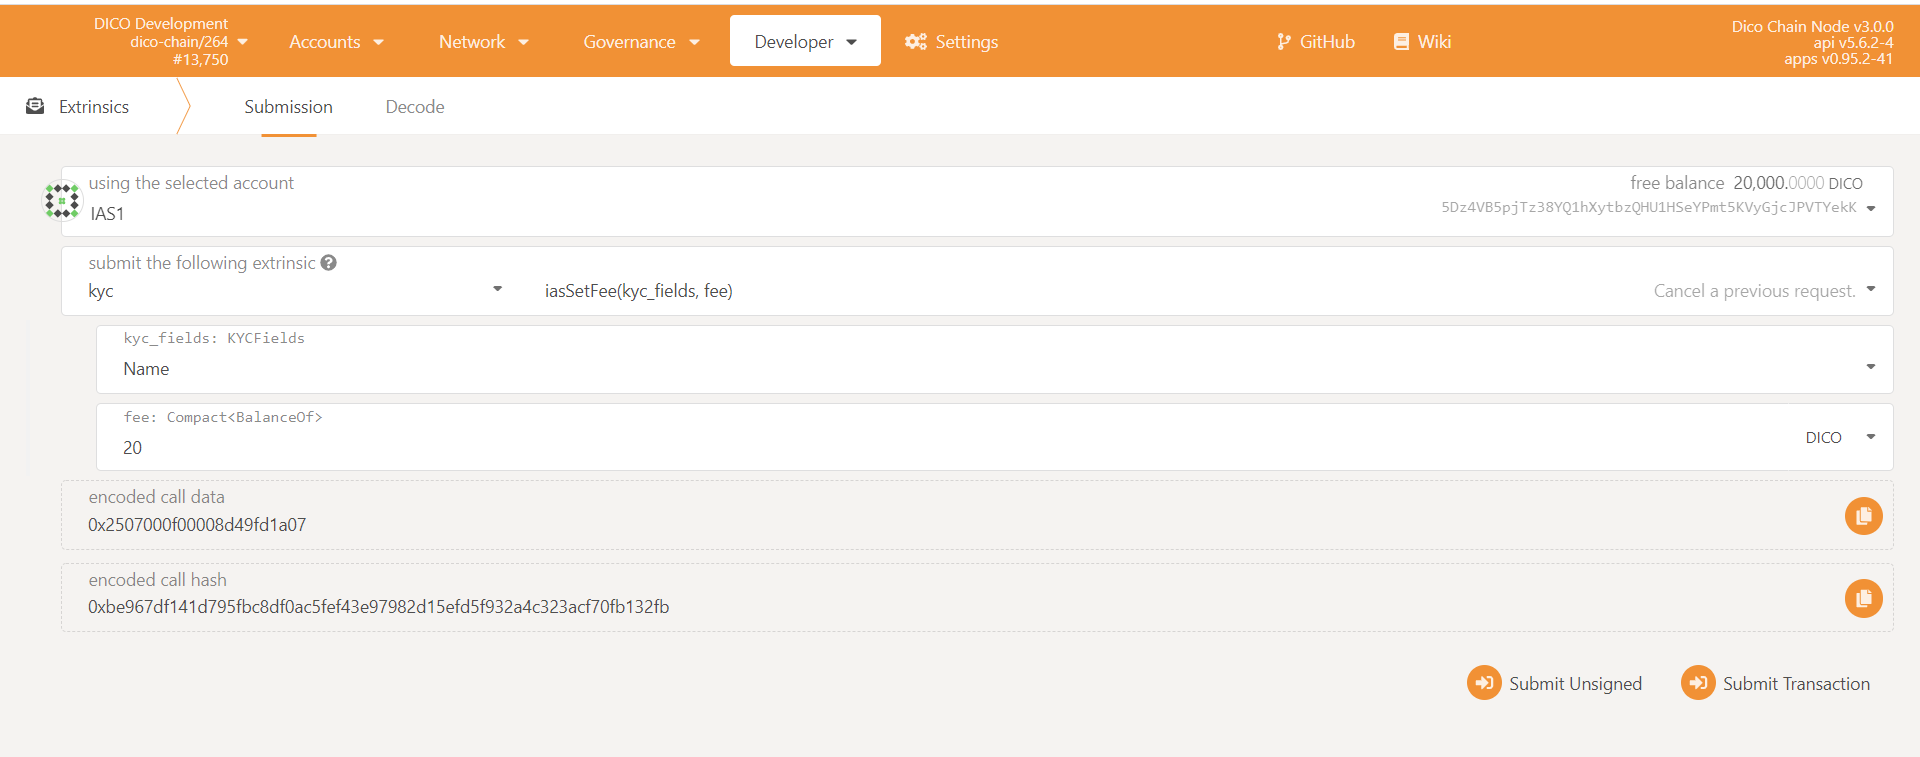 DICO Development
dico-chain/264
#13,750
Accounts
Network
Governance
Developer
Settings
GitHub
Wiki
Dico Chain Node v3.0.0
api v5.6.2-4
apps v0.95.2-41
Extrinsics
Submission
Decode
using the selected account
free balance 20,000.0000 DICO
IAS1
5Dz4VB5pjTz38YQ1hXytbzQHU1HSeYPmt5KVyGjcJPVTYekK
submit the following extrinsic
kyc
iasSetFee(kyc_fields, fee)
Cancel a previous request.
kyc_fields: KYCFields
Name
fee: Compact<BalanceOf>
20
DICO
encoded call data
0x2507000f00008d49fd1a07
encoded call hash
0xbe967df141d795fbc8df0ac5fef43e97982d15efd5f932a4c323acf70fb132fb
Submit Unsigned
Submit Transaction